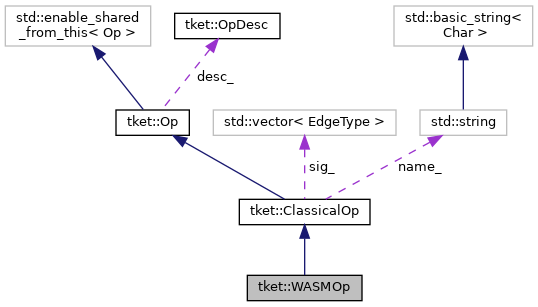 std::enable_shared
_from_this< Op >
tket::OpDesc
std::basic_string<
Char >
desc_
tket::Op
std::vector< EdgeType >
std::string
sig_
name_
tket::ClassicalOp
tket::WASMOp